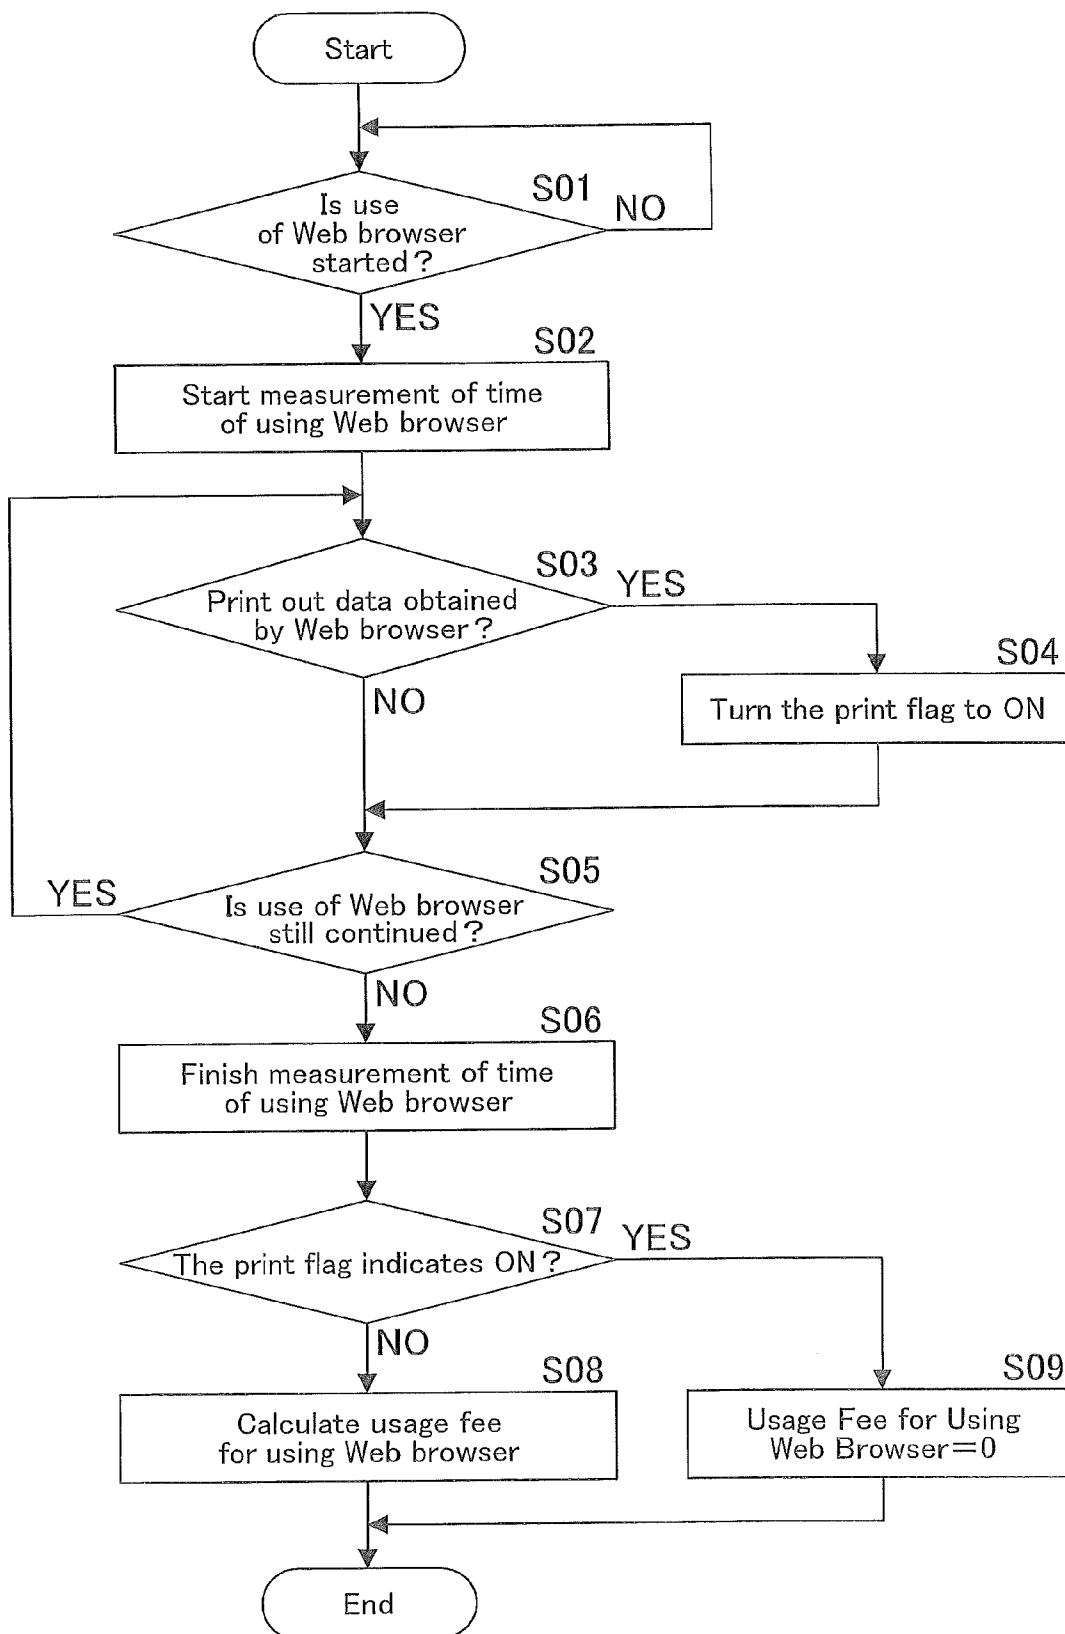 Start
S01
Is use
of Web browser
started?
NO
YES
S02
Start measurement of time
of using Web browser
S03
Print out data obtained
by Web browser?
YES
NO
S04
Turn the print flag to ON
S05
Is use of Web browser
still continued?
YES
NO
S06
Finish measurement of time
of using Web browser
S07
The print flag indicates ON?
YES
NO
S08
Calculate usage fee
for using Web browser
S09
Usage Fee for Using
Web Browser=0
End